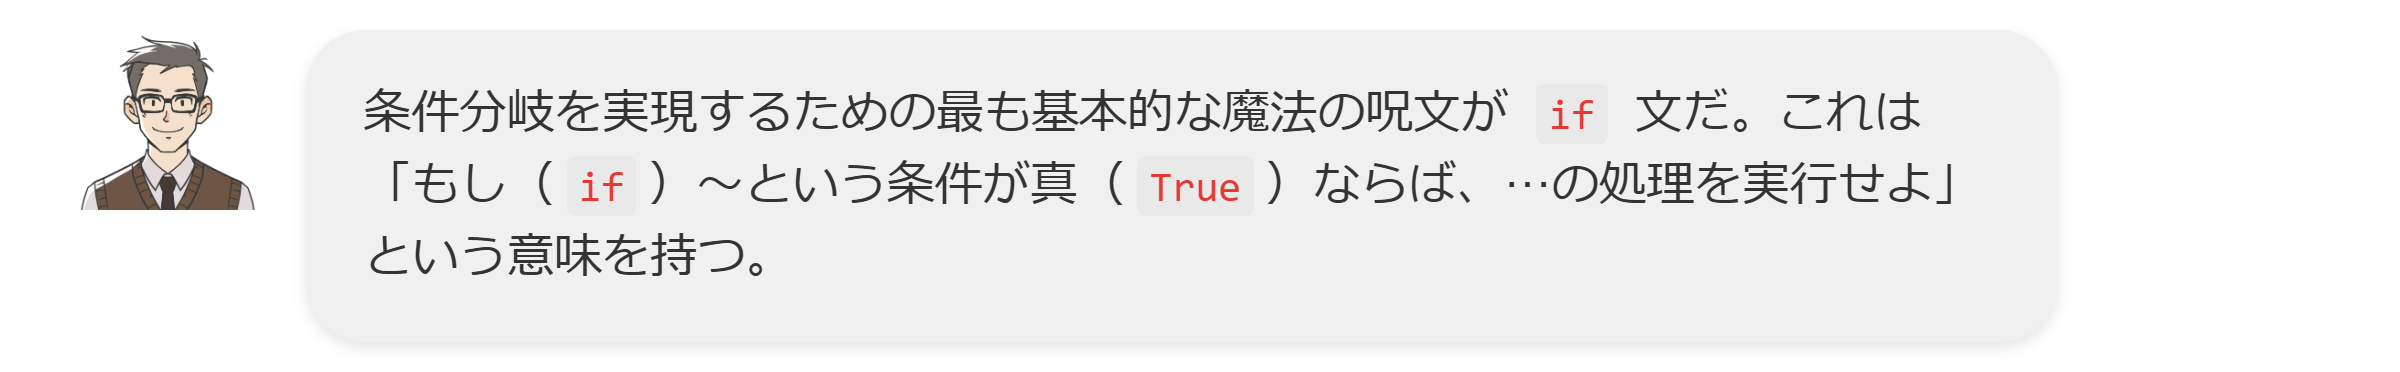 条件分岐を実現するための最も基本的な魔法の呪文が if 文だ。これは
「もし（if）～という条件が真（True）ならば、…の処理を実行せよ」
という意味を持つ。